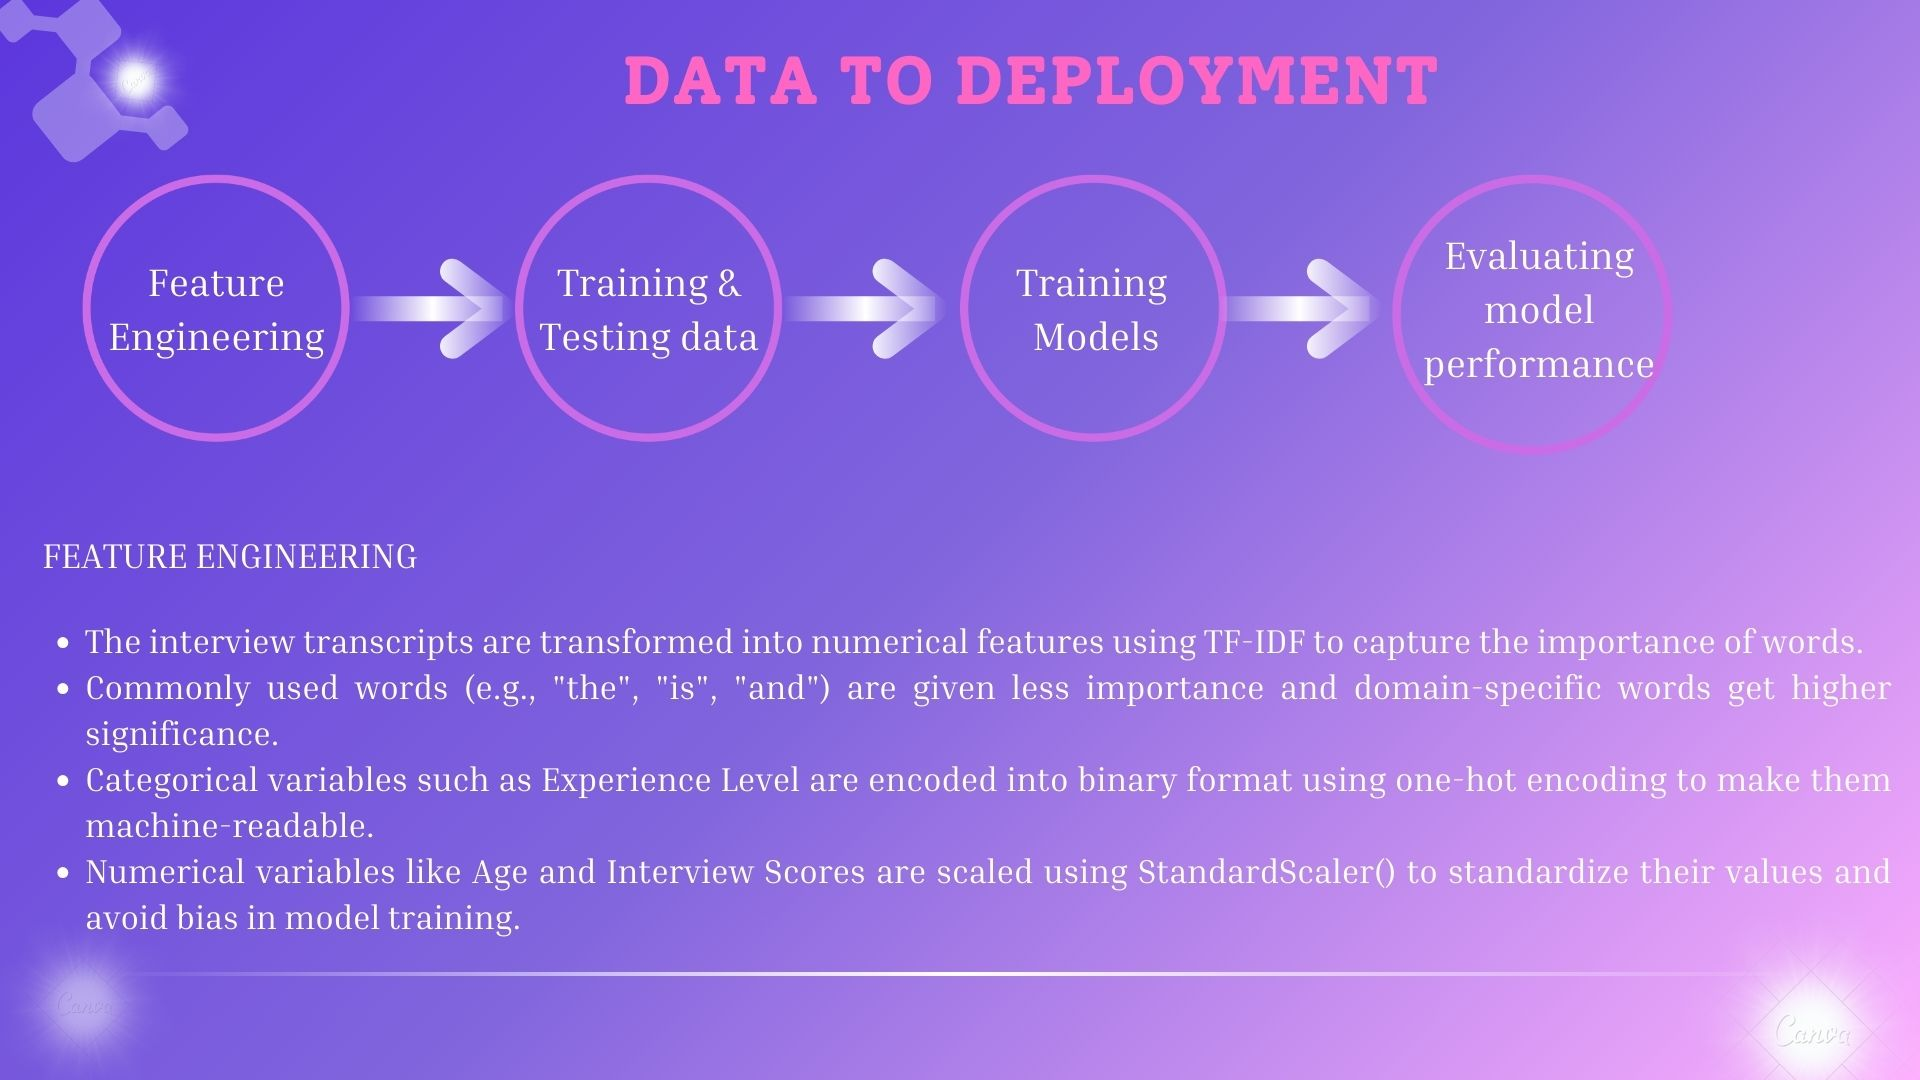 DATA TO DEPLOYMENT
Feature
Engineering
Training &
Testing data
Training
Models
Evaluating
model
performance
FEATURE ENGINEERING
• The interview transcripts are transformed into numerical features using TF-IDF to capture the importance of words.
• Commonly used words (e.g., "the", "is", "and") are given less importance and domain-specific words get higher
significance.
• Categorical variables such as Experience Level are encoded into binary format using one-hot encoding to make them
machine-readable.
• Numerical variables like Age and Interview Scores are scaled using StandardScaler() to standardize their values and
avoid bias in model training.
Canva
Canva